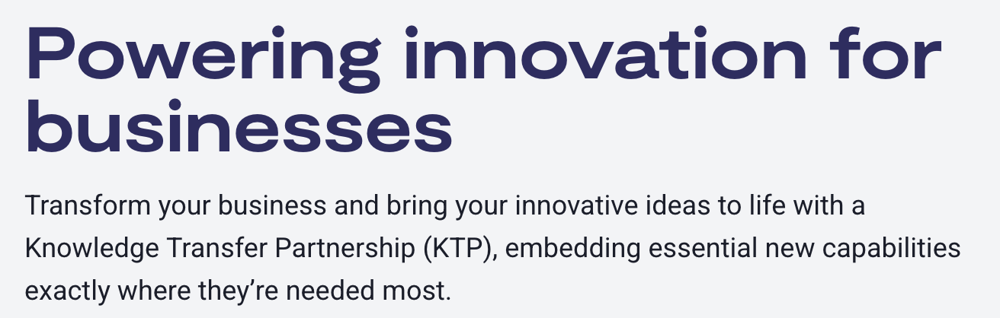 Powering innovation for
businesses
Transform your business and bring your innovative ideas to life with a
Knowledge Transfer Partnership (KTP), embedding essential new capabilities
exactly where they’re needed most.